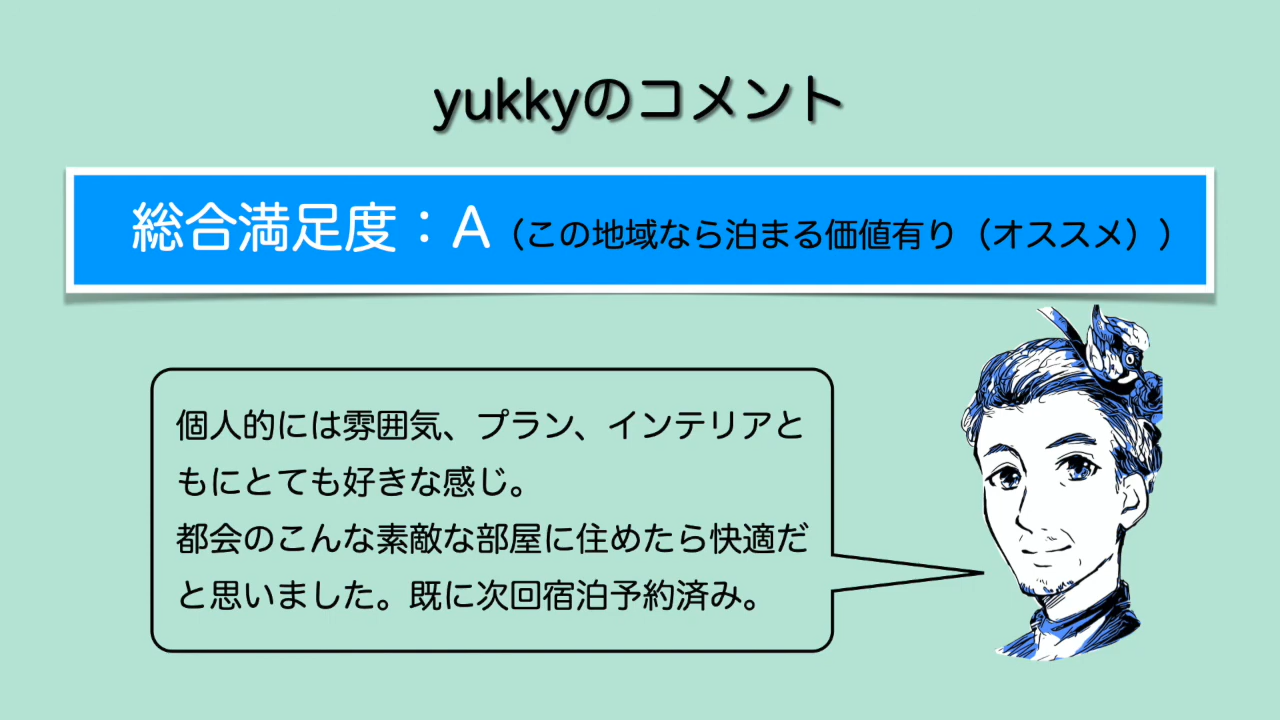 yukkyのコメント
総合満足度：A（この地域なら泊まる価値有り（オススメ））
個人的には雰囲気、プラン、インテリアと
もにとても好きな感じ。
都会のこんな素敵な部屋に住めたら快適だ
と思いました。既に次回宿泊予約済み。